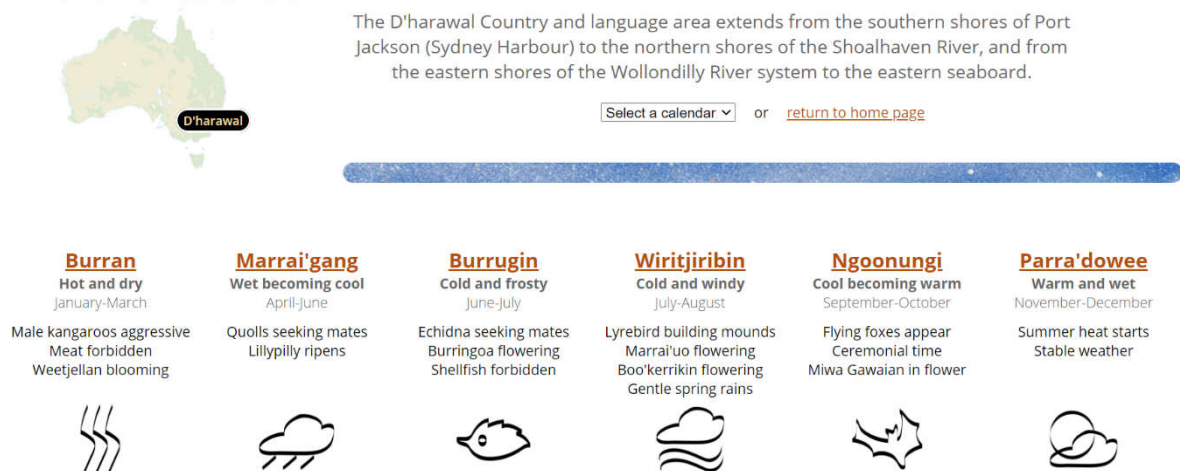 The D'harawal Country and language area extends from the southern shores of Port
Jackson (Sydney Harbour) to the northern shores of the Shoalhaven River, and from
the eastern shores of the Wollondilly River system to the eastern seaboard.
D'harawal
Select a calendar or return to home page
Burran
Hot and dry
January-March
Male kangaroos aggressive
Meat forbidden
Weetjellan blooming
Marrai'gang
Wet becoming cool
April-June
Quolls seeking mates
Lillypilly ripens
Burrugin
Cold and frosty
June-July
Echidna seeking mates
Burringoa flowering
Shellfish forbidden
Wiritjiribin
Cold and windy
July-August
Lyrebird building mounds
Marrai'uo flowering
Boo'kerrikin flowering
Gentle spring rains
Ngoonungi
Cool becoming warm
September-October
Flying foxes appear
Ceremonial time
Miwa Gawaian in flower
Parra'dowee
Warm and wet
November-December
Summer heat starts
Stable weather